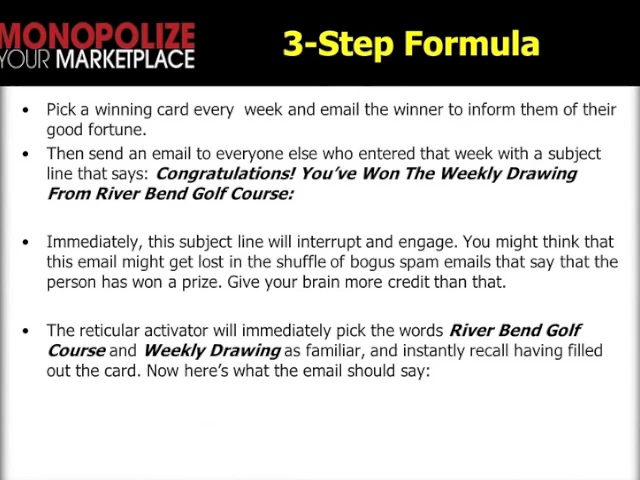 MONOPOLIZE
YOUR MARKETPLACE
3-Step Formula
• Pick a winning card every week and email the winner to inform them of their
good fortune.
• Then send an email to everyone else who entered that week with a subject
line that says: Congratulations! You've Won The Weekly Drawing
From River Bend Golf Course:
• Immediately, this subject line will interrupt and engage. You might think that
this email might get lost in the shuffle of bogus spam emails that say that the
person has won a prize. Give your brain more credit than that.
• The reticular activator will immediately pick the words River Bend Golf
Course and Weekly Drawing as familiar, and instantly recall having filled
out the card. Now here's what the email should say: